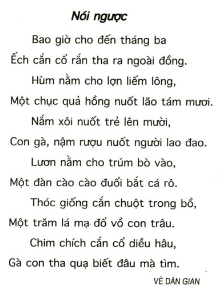 Nói ngược
Bao giờ cho đến tháng ba
Ếch cắn cổ rắn tha ra ngoài đồng.
Hùm nằm cho lợn liếm lông,
Một chục quả hồng nuốt lão tám mươi.
Nắm xôi nuốt trẻ lên mười,
Con gà, nậm rượu nuốt người lao đao.
Lươn nằm cho trúm bò vào,
Một đàn cào cào đuổi bắt cá rô.
Thóc giống cắn chuột trong bồ,
Một trăm lá mạ đổ vồ con trâu.
Chim chích cắn cổ diều hâu,
Gà con tha quạ biết đâu mà tìm.
VÈ DÂN GIAN